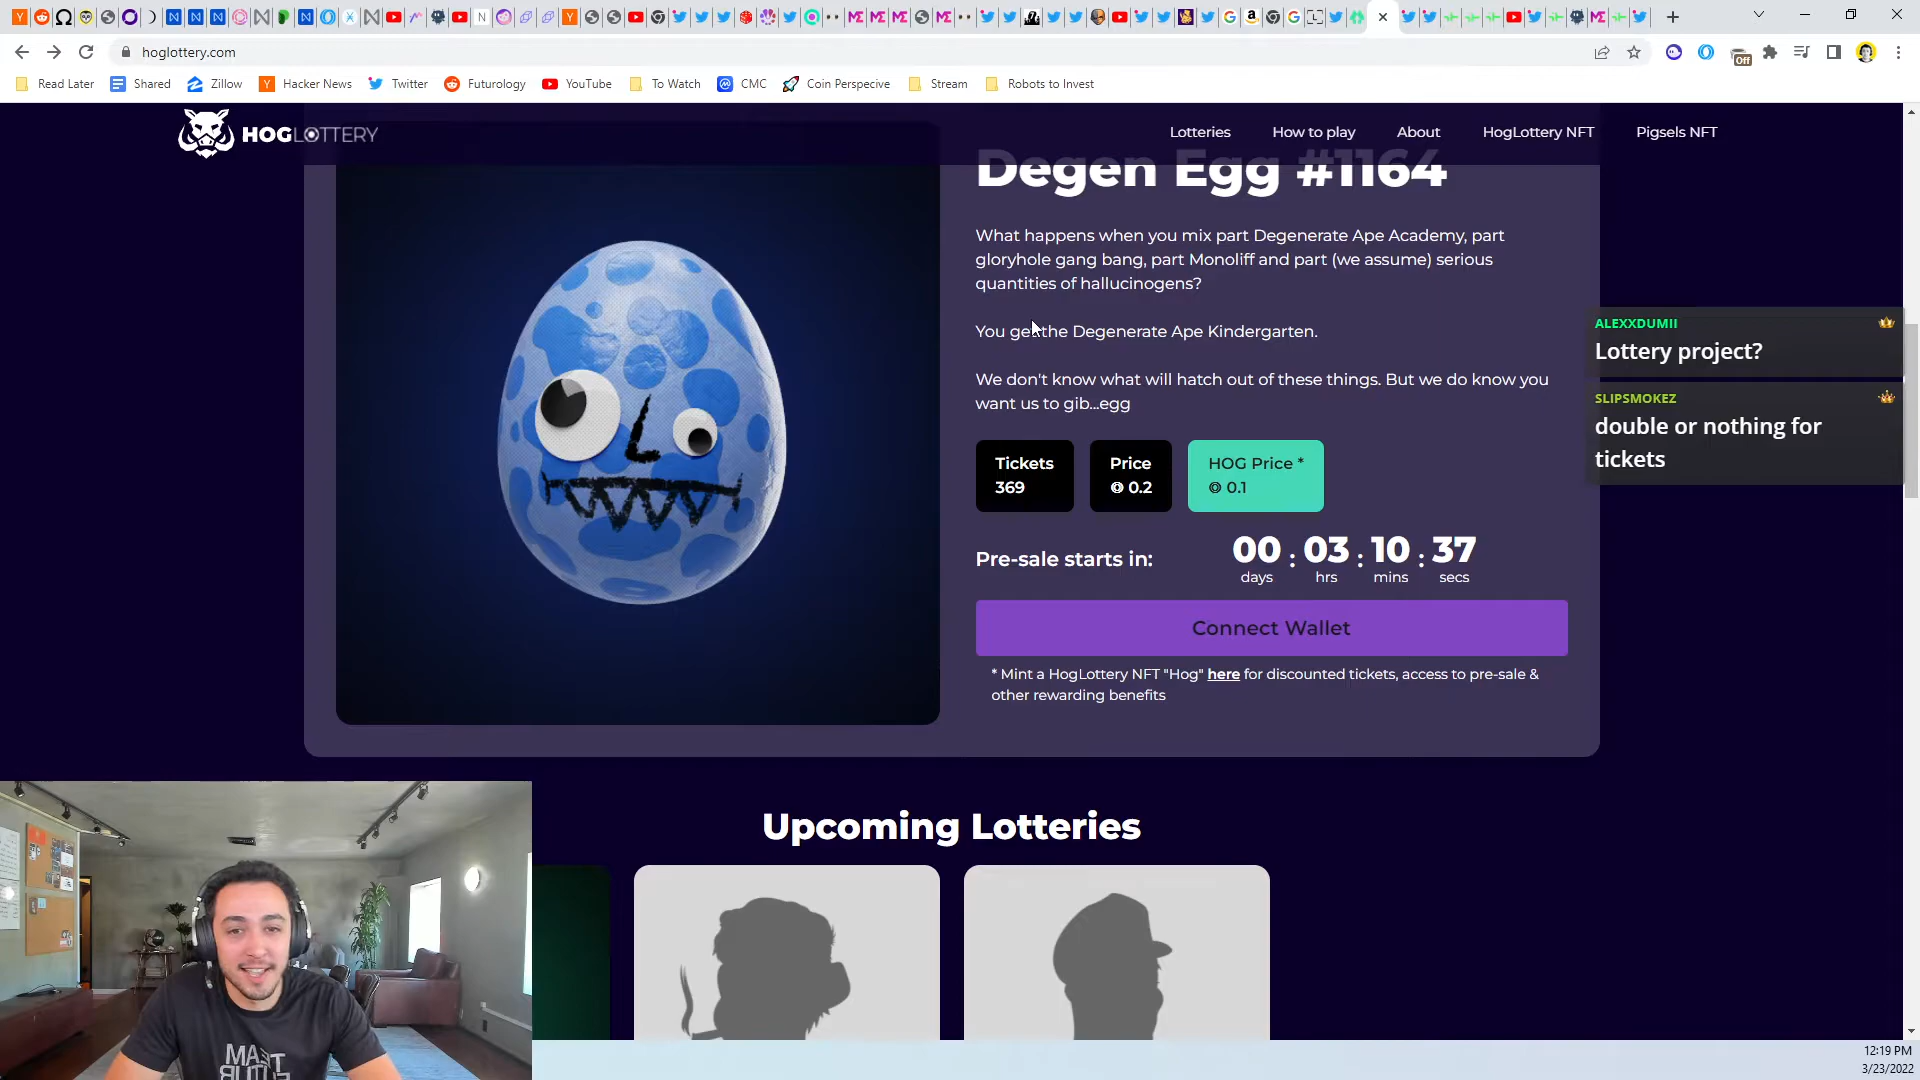 hoglottery.com
Off
Read Later
Shared
Zillow
Hacker News
Twitter
Futurology
YouTube
To Watch
CMC
Coin Perspecive
Stream
Robots to Invest
HOGLOTTERY
Lotteries
How to play
About
HogLottery NFT
Pigsels NFT
Degen Egg #1164
What happens when you mix part Degenerate Ape Academy, part
gloryhole gang bang, part Monoliff and part (we assume) serious
quantities of hallucinogens?
You get the Degenerate Ape Kindergarten.
We don't know what will hatch out of these things. But we do know you
want us to gib...egg
Tickets
369
Price
0.2
HOG Price *
0.1
Pre-sale starts in:
00 : 03 : 10 : 37
days hrs mins secs
Connect Wallet
* Mint a HogLottery NFT "Hog" here for discounted tickets, access to pre-sale &
other rewarding benefits
ALEXXDUMII
Lottery project?
SLIPSMOKEZ
double or nothing for
tickets
Upcoming Lotteries
12:19 PM
3/23/2022